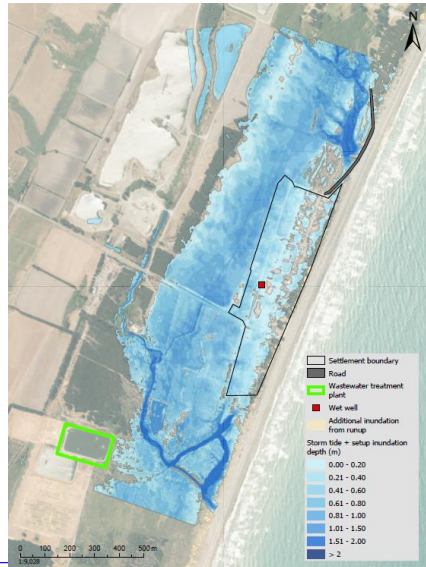 N
Settlement boundary
Road
Wastewater treatment
plant
Wet well
Additional inundation
from runup
Storm tide + setup inundation
depth (m)
0.00 - 0.20
0.21 - 0.40
0.41 - 0.60
0.61 - 0.80
0.81 - 1.00
1.01 - 1.50
1.51 - 2.00
> 2
0 100 200 300 400 500 m
1:9,028